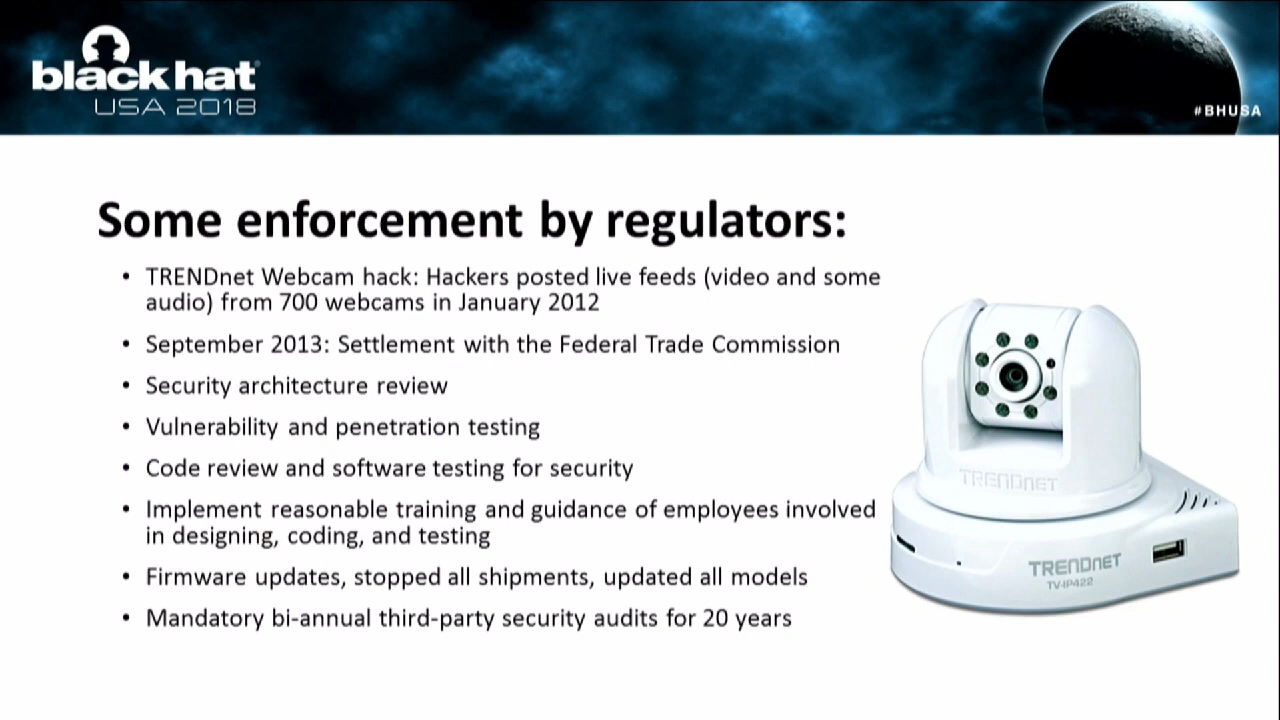 black hat
USA 2018
#BHUSA
Some enforcement by regulators:
• TRENDnet Webcam hack: Hackers posted live feeds (video and some
audio) from 700 webcams in January 2012
• September 2013: Settlement with the Federal Trade Commission
• Security architecture review
• Vulnerability and penetration testing
• Code review and software testing for security
• Implement reasonable training and guidance of employees involved
in designing, coding, and testing
• Firmware updates, stopped all shipments, updated all models
• Mandatory bi-annual third-party security audits for 20 years
TRENDNET
TRENDNET
TV-IP422